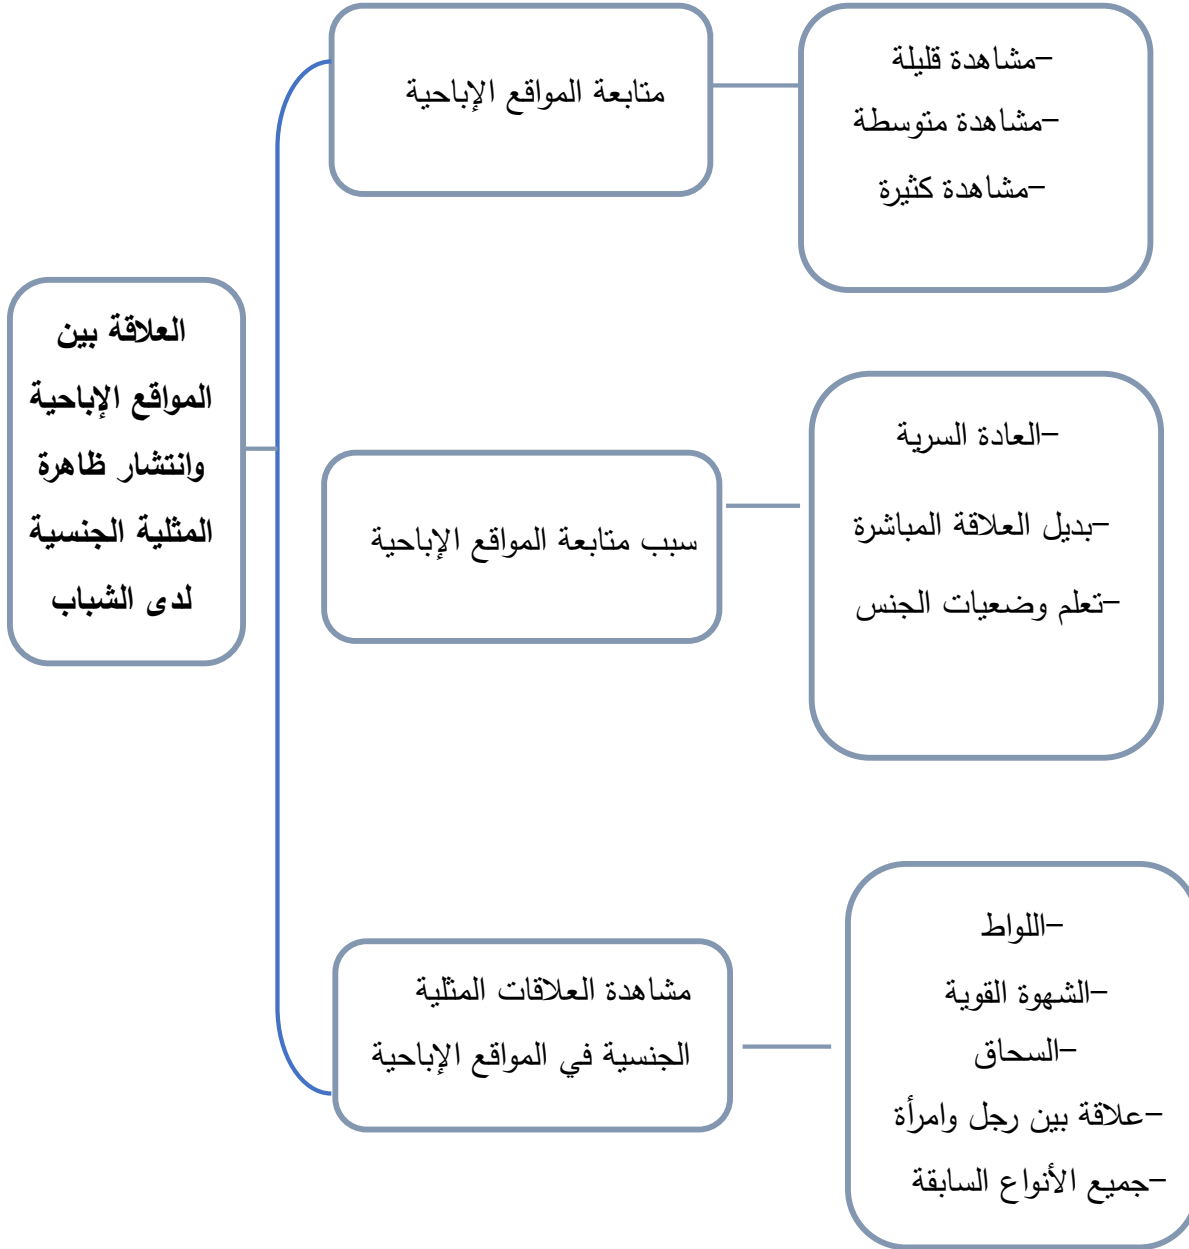 العلاقة بين
المواقع الإباحية
وانتشار ظاهرة
المثلية الجنسية
لدى الشباب
متابعة المواقع الإباحية
-مشاهدة قليلة
-مشاهدة متوسطة
-مشاهدة كثيرة
سبب متابعة المواقع الإباحية
-العادة السرية
-بديل العلاقة المباشرة
-تعلم وضعيات الجنس
مشاهدة العلاقات المثلية
الجنسية في المواقع الإباحية
-اللواط
-الشهوة القوية
-السحاق
-علاقة بين رجل وامرأة
-جميع الأنواع السابقة